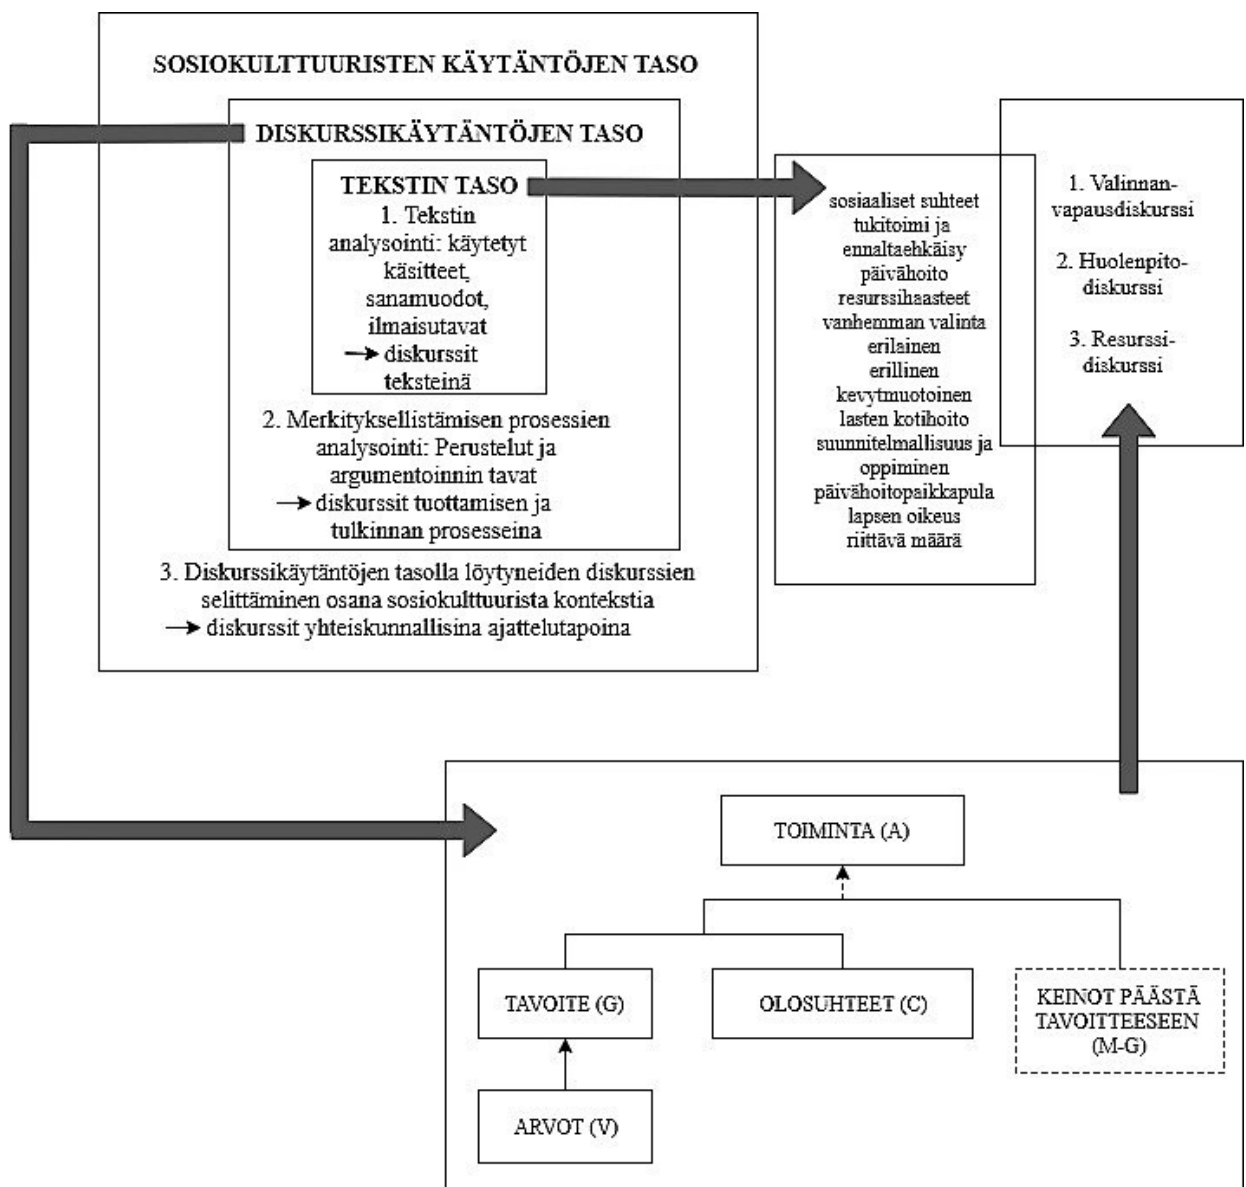 SOSIOKULTTUURISTEN KÄYTÄNTÖJEN TASO
DISKURSSIKÄYTÄNTÖJEN TASO
TEKSTIN TASO
1. Tekstin
analysointi: käytetyt
käsitteet,
sanamuodot,
ilmaisutavat
→ diskurssit
teksteinä
2. Merkityksellistämisen prosessien
analysointi: Perustelut ja
argumentoinnin tavat
→ diskurssit tuottamisen ja
tulkinnan prosesseina
3. Diskurssikäytäntöjen tasolla löytyneiden diskurssien
selittäminen osana sosiokulttuurista kontekstia
→ diskurssit yhteiskunnallisina ajattelutapoina
sosiaaliset suhteet
tukitoimi ja
ennaltaehkäisy
päivähoito
resurssihaasteet
vanhemman valinta
erilainen
erillinen
kevytmuotoinen
lasten kotihoito
suunnitelmallisuus ja
oppiminen
päivähoitopaikkapula
lapsen oikeus
riittävä määrä
1. Valinnan-
vapausdiskurssi
2. Huolenpito-
diskurssi
3. Resurssi-
diskurssi
TOIMINTA (A)
TAVOITE (G)
OLOSUHTEET (C)
KEINOT PÄÄSTÄ
TAVOITTEESEEN
(M-G)
ARVOT (V)